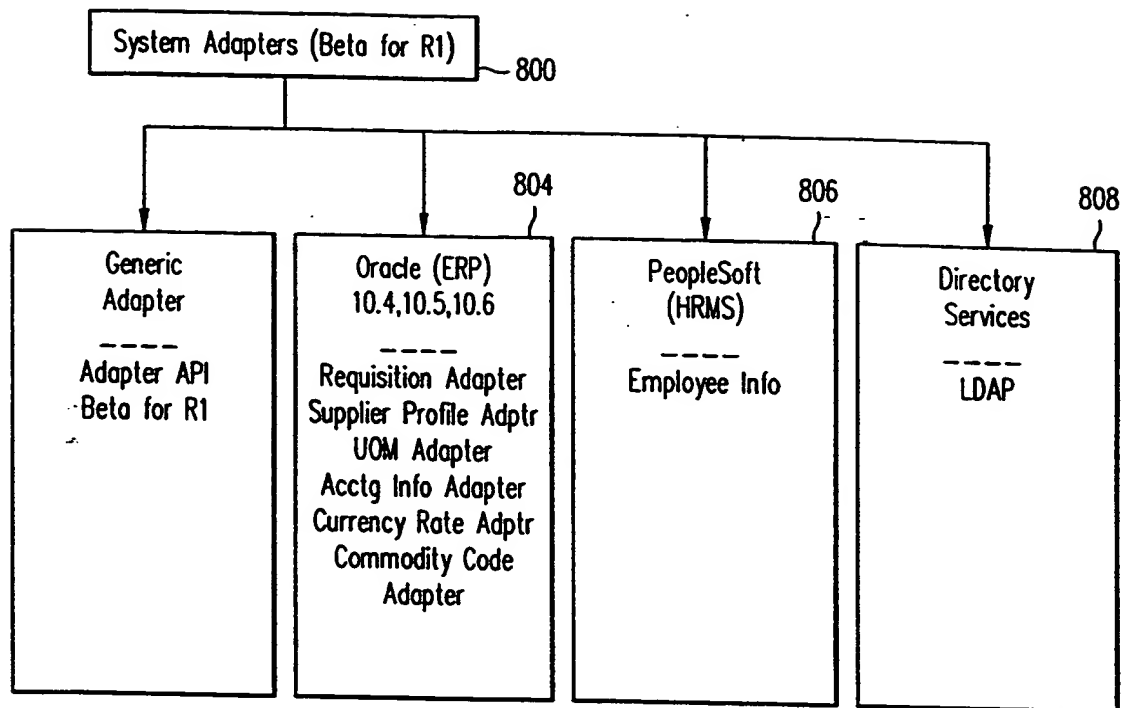 System Adapters (Beta for R1)
800
804
806
808
Generic
Adapter
Adapter API
Beta for R1
Oracle (ERP)
10.4,10.5,10.6
Requisition Adapter
Supplier Profile Adptr
UOM Adapter
Acctg Info Adapter
Currency Rate Adptr
Commodity Code
Adapter
PeopleSoft
(HRMS)
Employee Info
Directory
Services
LDAP